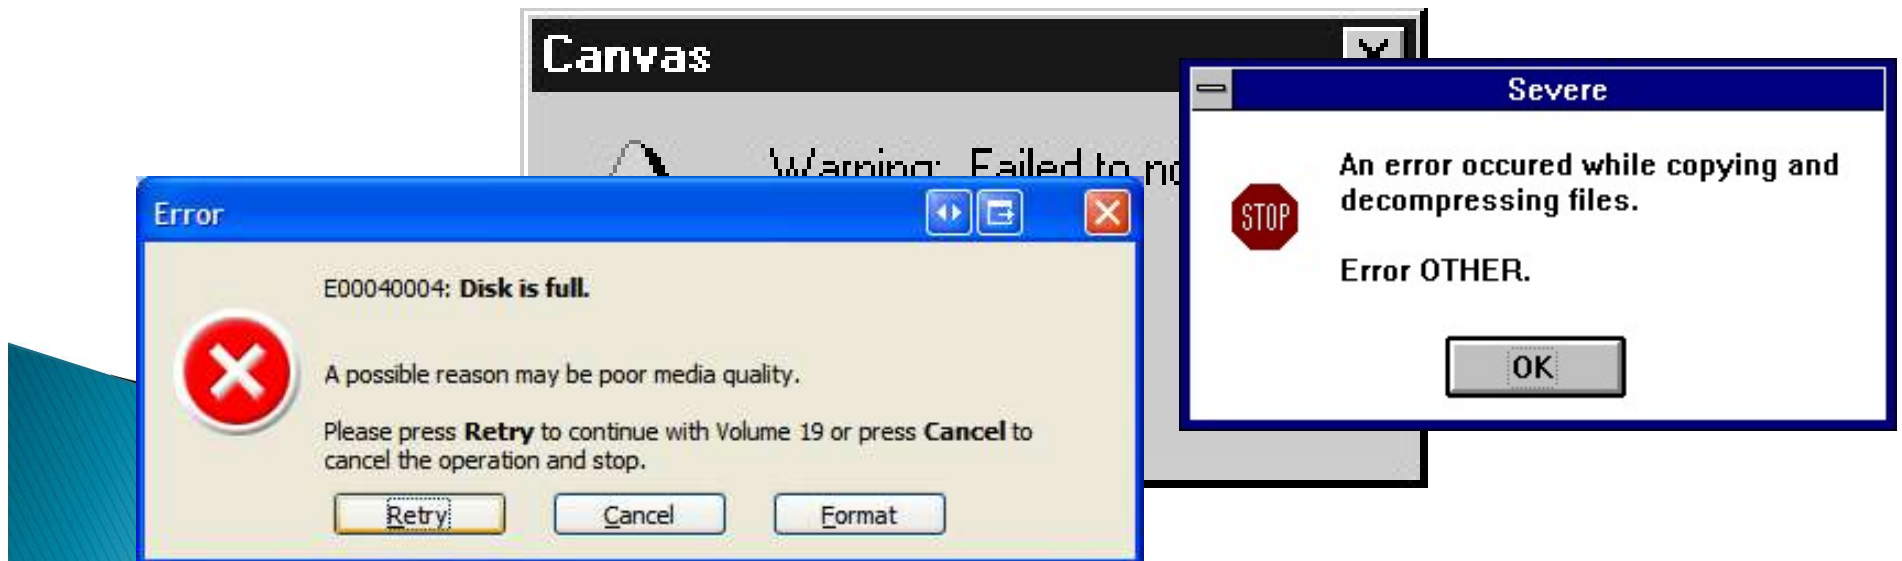 Canvas
Warning: Failed to
Severe
An error occured while copying and
decompressing files.
STOP
Error OTHER.
OK
Error
E00040004: Disk is full.
A possible reason may be poor media quality.
Please press Retry to continue with Volume 19 or press Cancel to
cancel the operation and stop.
Retry Cancel Format